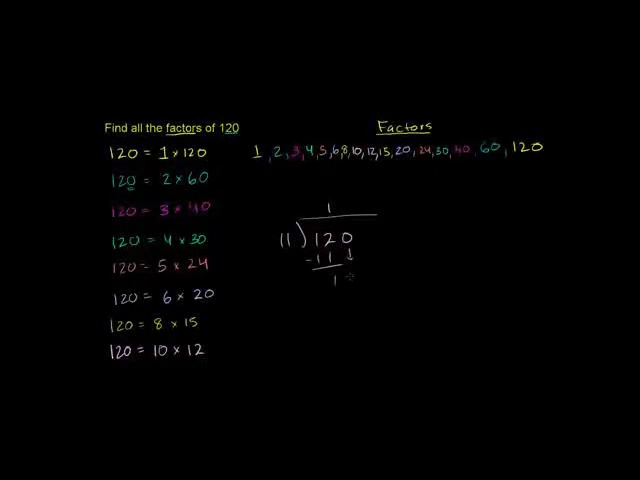 Find all the factors of 120
120 = 1 × 120
120 = 2 × 60
120 = 3 × 40
120 = 4 × 30
120 = 5 × 24
120 = 6 × 20
120 = 8 × 15
120 = 10 × 12
Factors
1, 2, 3, 4, 5, 6, 8, 10, 12, 15, 20, 24, 30, 40, 60, 120
1
11 ) 120
-11 ↓
1